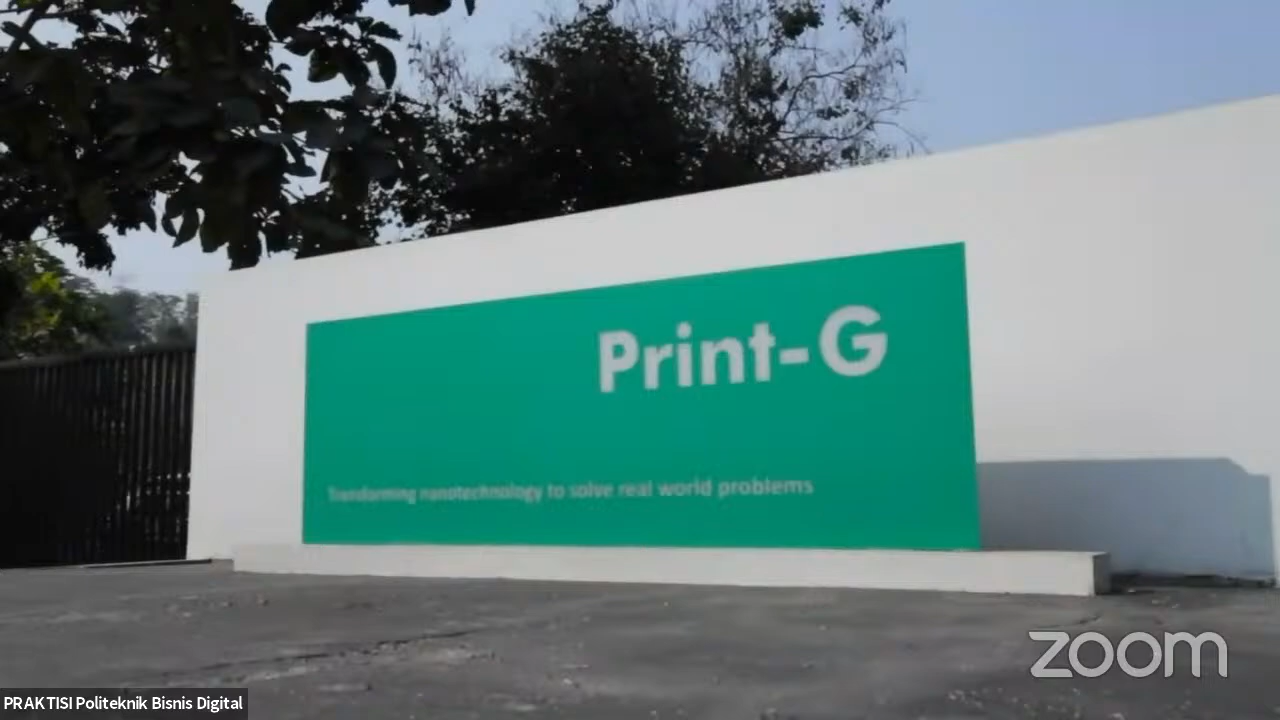 Print-G
Transforming nanotechnology to solve real world problems
zoom
PRAKTISI Politeknik Bisnis Digital